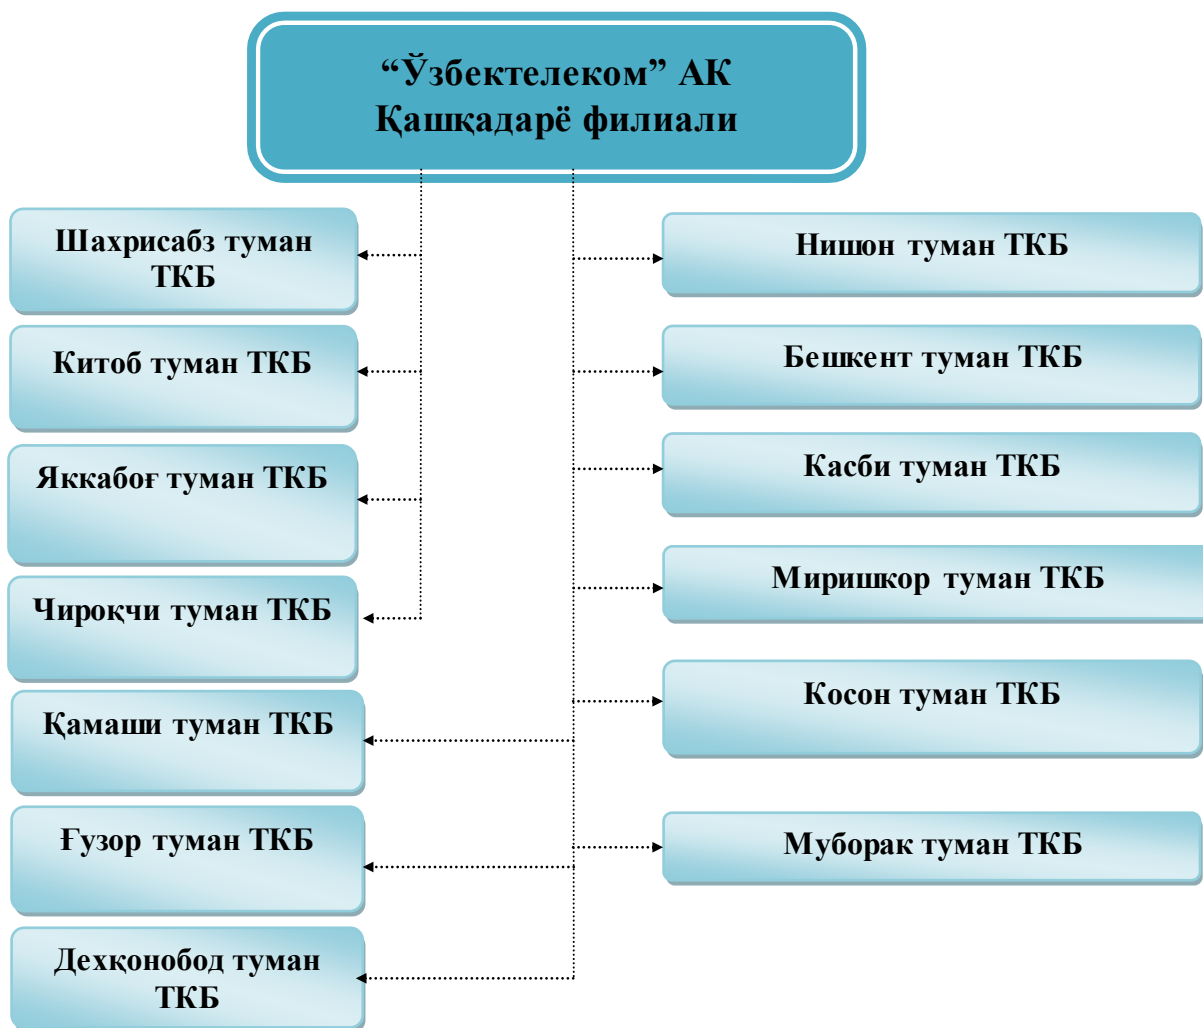 “Ўзбектелеком” АК
Қашқадарё филиали
Шахрисабз туман
ТКБ
Китоб туман ТКБ
Яккабоғ туман ТКБ
Чироқчи туман ТКБ
Қамаши туман ТКБ
Ғузор туман ТКБ
Дехқонобод туман
ТКБ
Нишон туман ТКБ
Бешкент туман ТКБ
Касби туман ТКБ
Миришкор туман ТКБ
Косон туман ТКБ
Муборак туман ТКБ